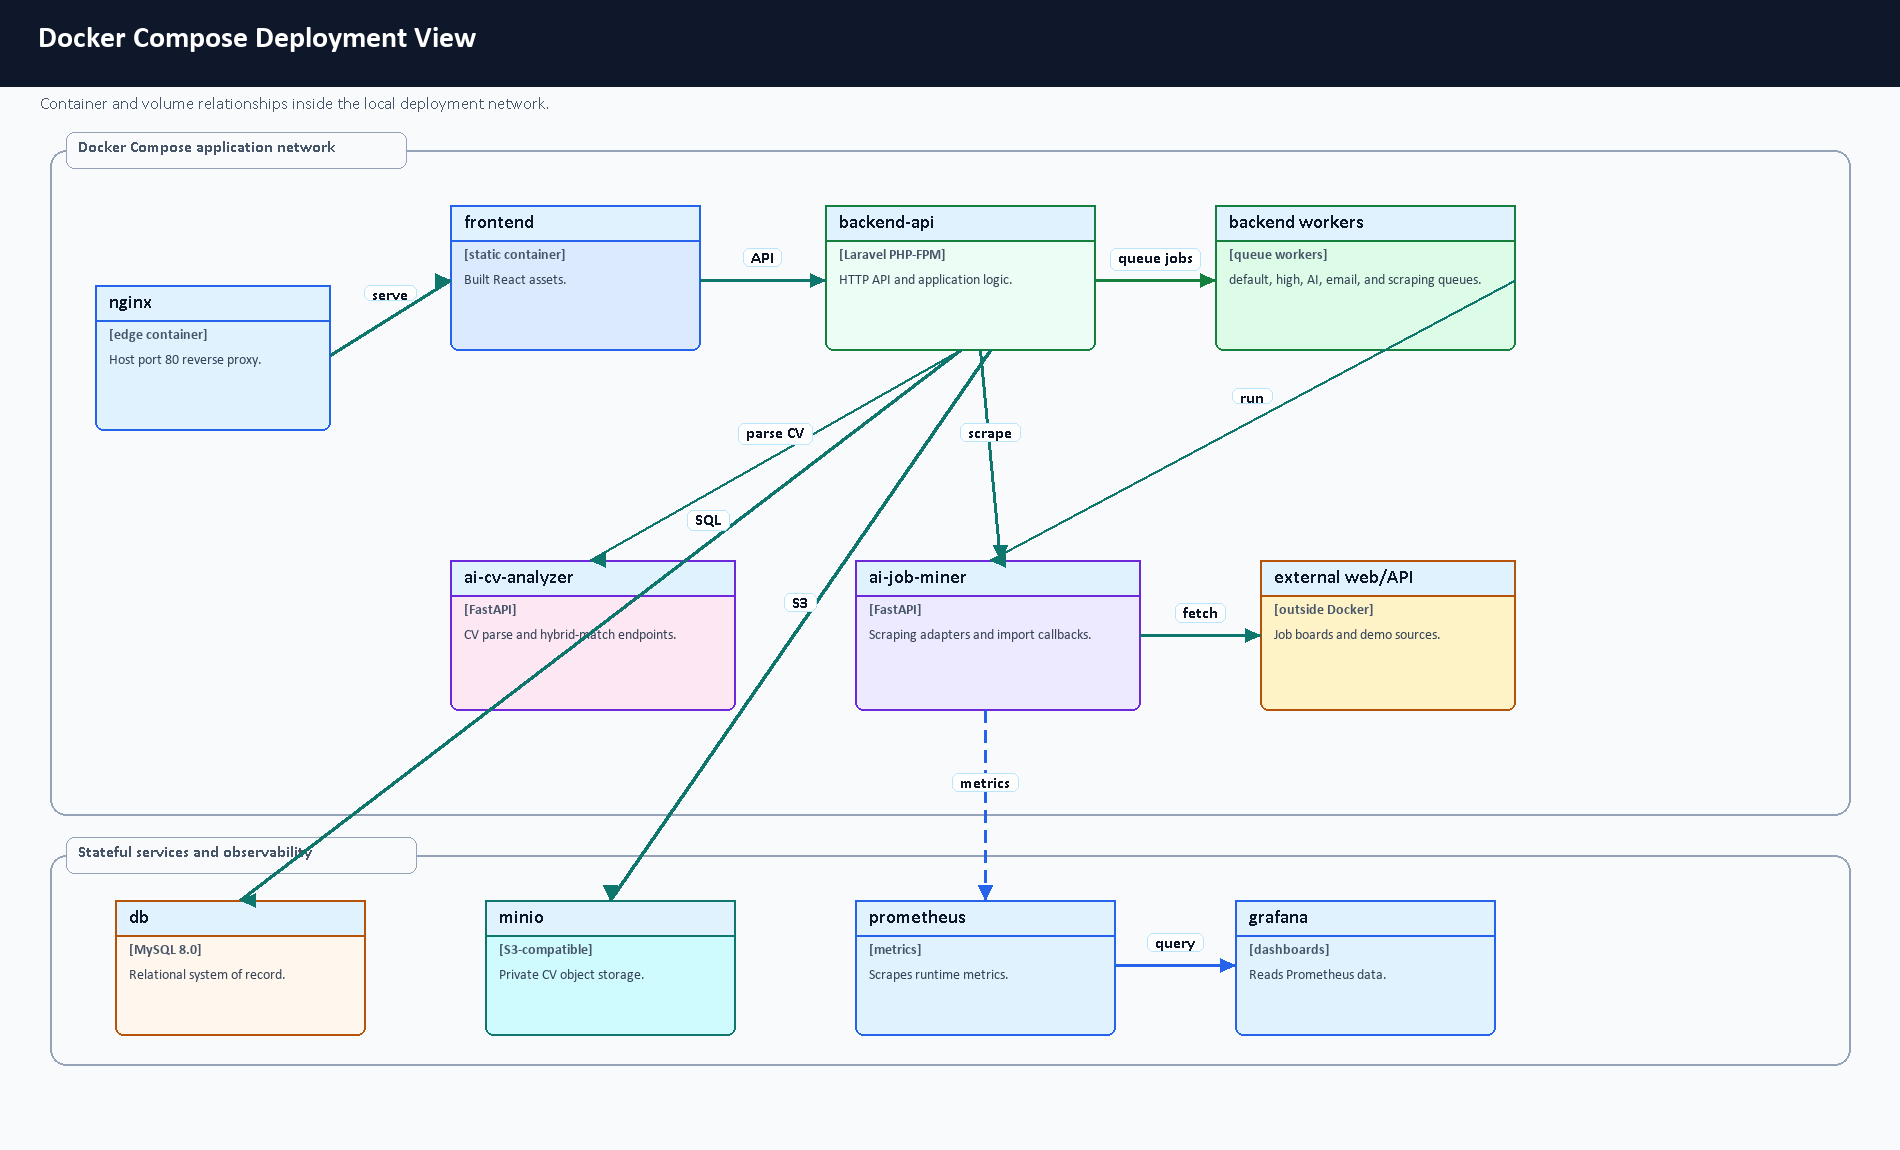 Docker Compose Deployment View
Container and volume relationships inside the local deployment network.
Docker Compose application network
nginx
[edge container]
Host port 80 reverse proxy.
serve
frontend
[static container]
Built React assets.
API
backend-api
[Laravel PHP-FPM]
HTTP API and application logic.
queue jobs
backend workers
[queue workers]
default, high, AI, email, and scraping queues.
run
parse CV
scrape
SQL
S3
ai-cv-analyzer
[FastAPI]
CV parse and hybrid-match endpoints.
ai-job-miner
[FastAPI]
Scraping adapters and import callbacks.
fetch
external web/API
[outside Docker]
Job boards and demo sources.
metrics
Stateful services and observability
db
[MySQL 8.0]
Relational system of record.
minio
[S3-compatible]
Private CV object storage.
prometheus
[metrics]
Scrapes runtime metrics.
query
grafana
[dashboards]
Reads Prometheus data.